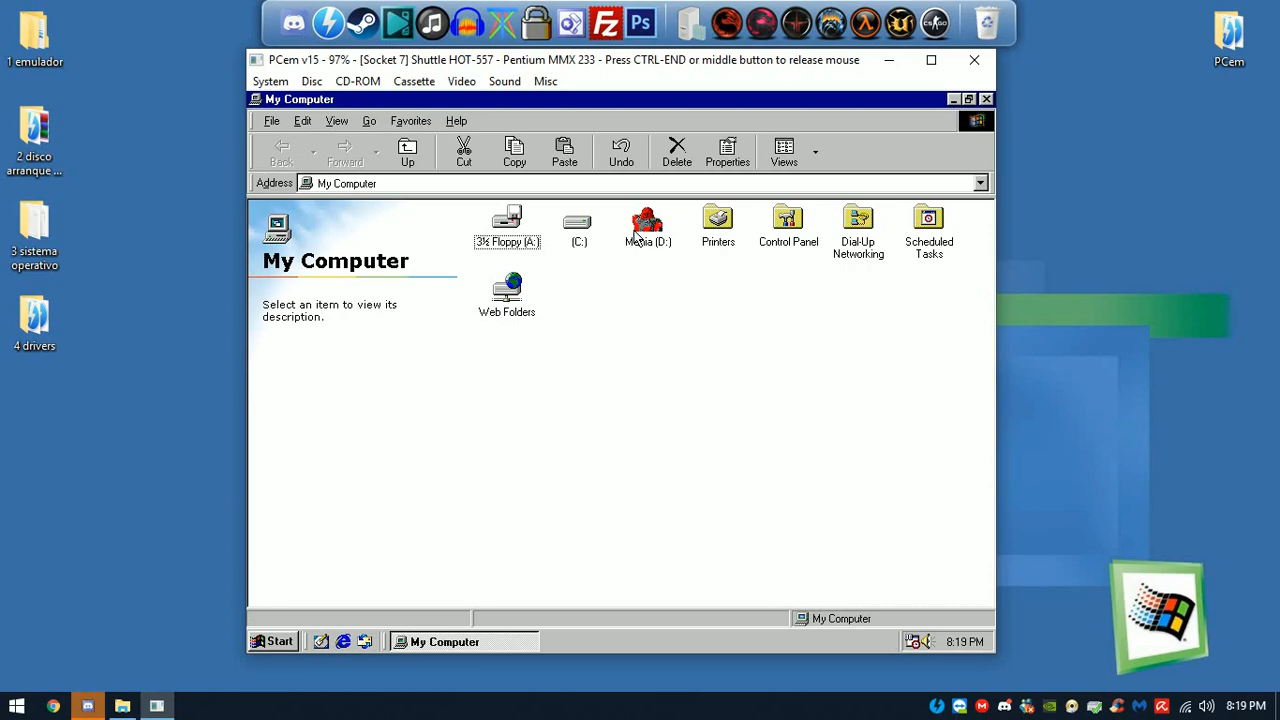 1 emulador
2 disco
arranque ...
3 sistema
operativo
4 drivers
Fz
Ps
CS:GO
PCem
PCem v15 - 97% - [Socket 7] Shuttle HOT-557 - Pentium MMX 233 - Press CTRL-END or middle button to release mouse
System Disc CD-ROM Cassette Video Sound Misc
My Computer
File Edit View Go Favorites Help
Back Forward Up Cut Copy Paste Undo Delete Properties Views
Address My Computer
My Computer
Select an item to view its
description.
3½ Floppy (A:)
(C:)
(D:)
Printers
Control Panel
Dial-Up
Networking
Scheduled
Tasks
Web Folders
My Computer
Start
My Computer
8:19 PM
8:19 PM